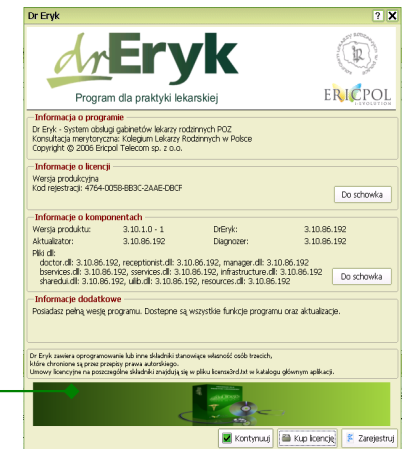 Dr Eryk
drEryk
Program dla praktyki lekarskiej
ERICPOL
Informacja o programie
Dr Eryk - System obsługi gabinetów lekarzy rodzinnych POZ
Konsultacja merytoryczna: Kolegium Lekarzy Rodzinnych w Polsce
Copyright © 2006 Ericpol Telecom sp. z o.o.
Informacje o licencji
Wersja produkcyjna
Kod rejestracji: 4764-005B-BB3C-2AAE-DBCF
Do schowka
Informacje o komponentach
Wersja produktu: 3.10.1.0 - 1 DrEryk: 3.10.86.192
Aktualizator: 3.10.86.192 Diagnozer: 3.10.86.192
Pliki dll:
doctor.dll: 3.10.86.192, receptionist.dll: 3.10.86.192, manager.dll: 3.10.86.192
bservices.dll: 3.10.86.192, sservices.dll: 3.10.86.192, infrastructure.dll: 3.10.86.192
sharedui.dll: 3.10.86.192, ulib.dll: 3.10.86.192, resources.dll: 3.10.86.192
Do schowka
Informacje dodatkowe
Posiadasz pełną wesję programu. Dostepne są wszystkie funkcje programu oraz aktualizacje.
Dr Eryk zawiera oprogramowanie lub inne składniki stanowiące własność osób trzecich,
które chronione są przez przepisy prawa autorskiego.
Umowy licencyjne na poszczególne składniki znajdują się w pliku license3rd.txt w katalogu głównym aplikacji.
Kontynuuj
Kup licencję
Zarejestruj